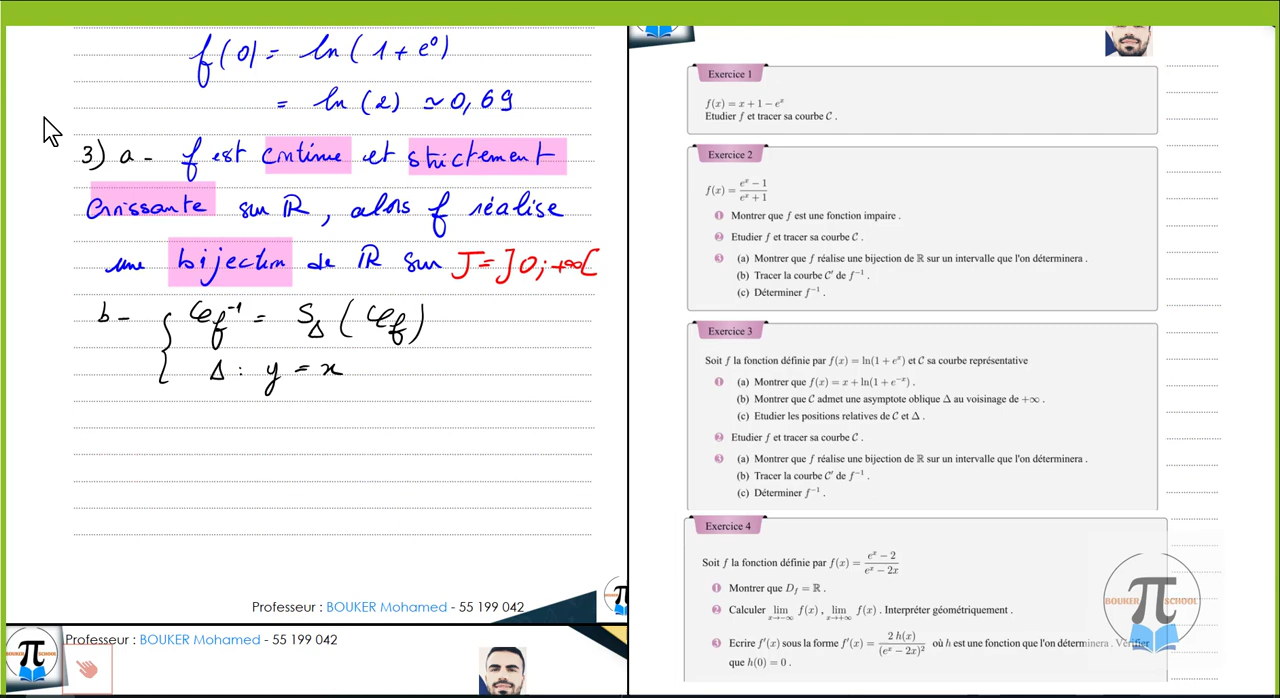 f(0) = ln(1 + e⁰)
= ln(2) ≃ 0,69
3) a - f est continue et strictement
croissante sur ℝ, alors f réalise
une bijection de ℝ sur J = ]0; +∞[
b - { 𝒞f⁻¹ = S_Δ(𝒞f)
Δ : y = x
Professeur : BOUKER Mohamed - 55 199 042
Professeur : BOUKER Mohamed - 55 199 042
Exercice 1
f(x) = x + 1 − eˣ
Etudier f et tracer sa courbe 𝒞 .
Exercice 2
f(x) = (eˣ − 1)/(eˣ + 1)
1 Montrer que f est une fonction impaire .
2 Etudier f et tracer sa courbe 𝒞 .
3 (a) Montrer que f réalise une bijection de ℝ sur un intervalle que l'on déterminera .
(b) Tracer la courbe 𝒞′ de f⁻¹ .
(c) Déterminer f⁻¹ .
Exercice 3
Soit f la fonction définie par f(x) = ln(1 + eˣ) et 𝒞 sa courbe représentative
1 (a) Montrer que f(x) = x + ln(1 + e⁻ˣ) .
(b) Montrer que 𝒞 admet une asymptote oblique Δ au voisinage de +∞ .
(c) Etudier les positions relatives de 𝒞 et Δ .
2 Etudier f et tracer sa courbe 𝒞 .
3 (a) Montrer que f réalise une bijection de ℝ sur un intervalle que l'on déterminera .
(b) Tracer la courbe 𝒞′ de f⁻¹ .
(c) Déterminer f⁻¹ .
Exercice 4
Soit f la fonction définie par f(x) = (eˣ − 2)/(eˣ − 2x)
1 Montrer que D_f = ℝ .
2 Calculer lim x→−∞ f(x) , lim x→+∞ f(x) . Interpréter géométriquement .
3 Ecrire f′(x) sous la forme f′(x) = 2 h(x)/(eˣ − 2x)² où h est une fonction que l'on déterminera . Vérifier
que h(0) = 0 .
BOUKER SCHOOL